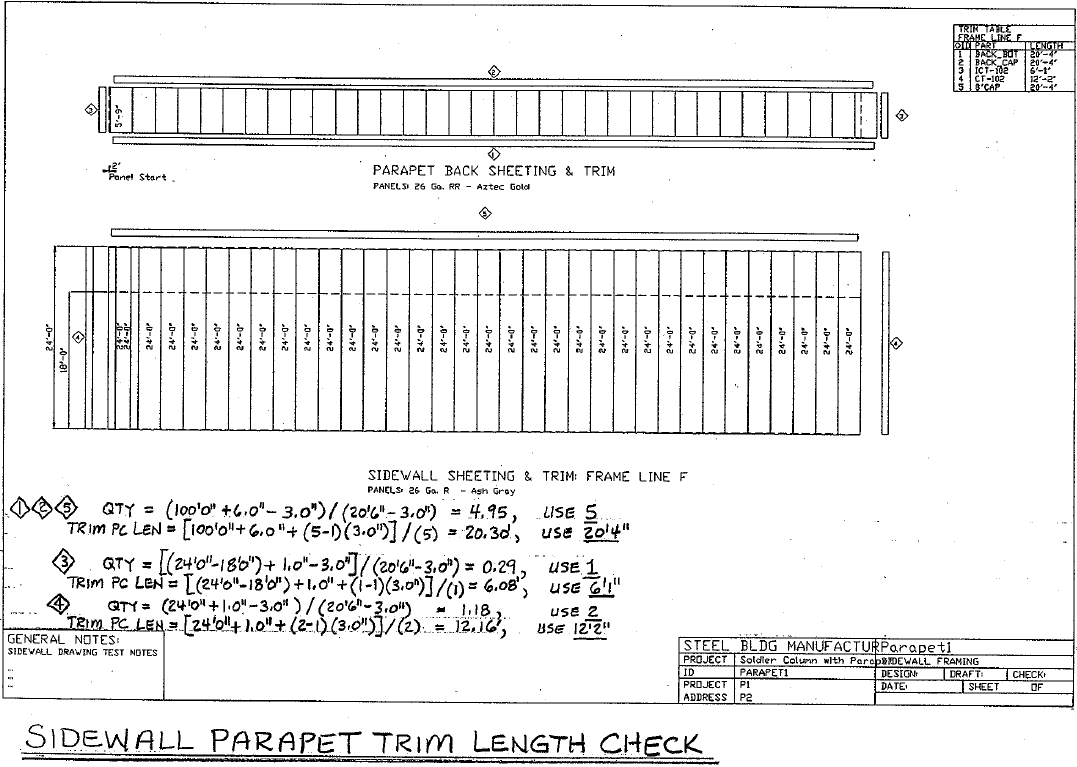 TRIM TABLE
FRAME LINE F
OID PART LENGTH
1 BACK_BOT 20'-4"
2 BACK_CAP 20'-4"
3 ICT-102 6'-1"
4 CT-102 12'-2"
5 8'CAP 20'-4"
2
3
5'-9"
3
1
2'
Panel Start
PARAPET BACK SHEETING & TRIM
PANELS: 26 Ga. RR - Aztec Gold
5
24'-0"
18'-0"
4
24'-0" 24'-0" 24'-0" 24'-0" 24'-0" 24'-0" 24'-0" 24'-0" 24'-0" 24'-0" 24'-0" 24'-0" 24'-0" 24'-0" 24'-0" 24'-0" 24'-0" 24'-0" 24'-0" 24'-0" 24'-0" 24'-0" 24'-0" 24'-0" 24'-0" 24'-0" 24'-0" 24'-0" 24'-0" 24'-0" 24'-0" 24'-0" 24'-0" 24'-0"
4
SIDEWALL SHEETING & TRIM: FRAME LINE F
PANELS: 26 Ga. R - Ash Gray
1 2 5 QTY = (100'0"+6.0"-3.0")/(20'6"-3.0") = 4.95, USE 5
TRIM PC LEN = [100'0"+6.0"+(5-1)(3.0")]/(5) = 20.30', USE 20'4"
3 QTY = [(24'0"-18'0")+1.0"-3.0"]/(20'6"-3.0") = 0.29, USE 1
TRIM PC LEN = [(24'0"-18'0")+1.0"+(1-1)(3.0")]/(1) = 6.08', USE 6'1"
4 QTY = (24'0"+1.0"-3.0")/(20'6"-3.0") = 1.18, USE 2
TRIM PC LEN = [24'0"+1.0"+(2-1)(3.0")]/(2) = 12.16', USE 12'2"
GENERAL NOTES:
SIDEWALL DRAWING TEST NOTES
STEEL BLDG MANUFACTUR Parapet1
PROJECT Soldier Column with Parap SIDEWALL FRAMING
ID PARAPET1 DESIGN: DRAFT: CHECK:
PROJECT P1 DATE: SHEET OF
ADDRESS P2
SIDEWALL PARAPET TRIM LENGTH CHECK